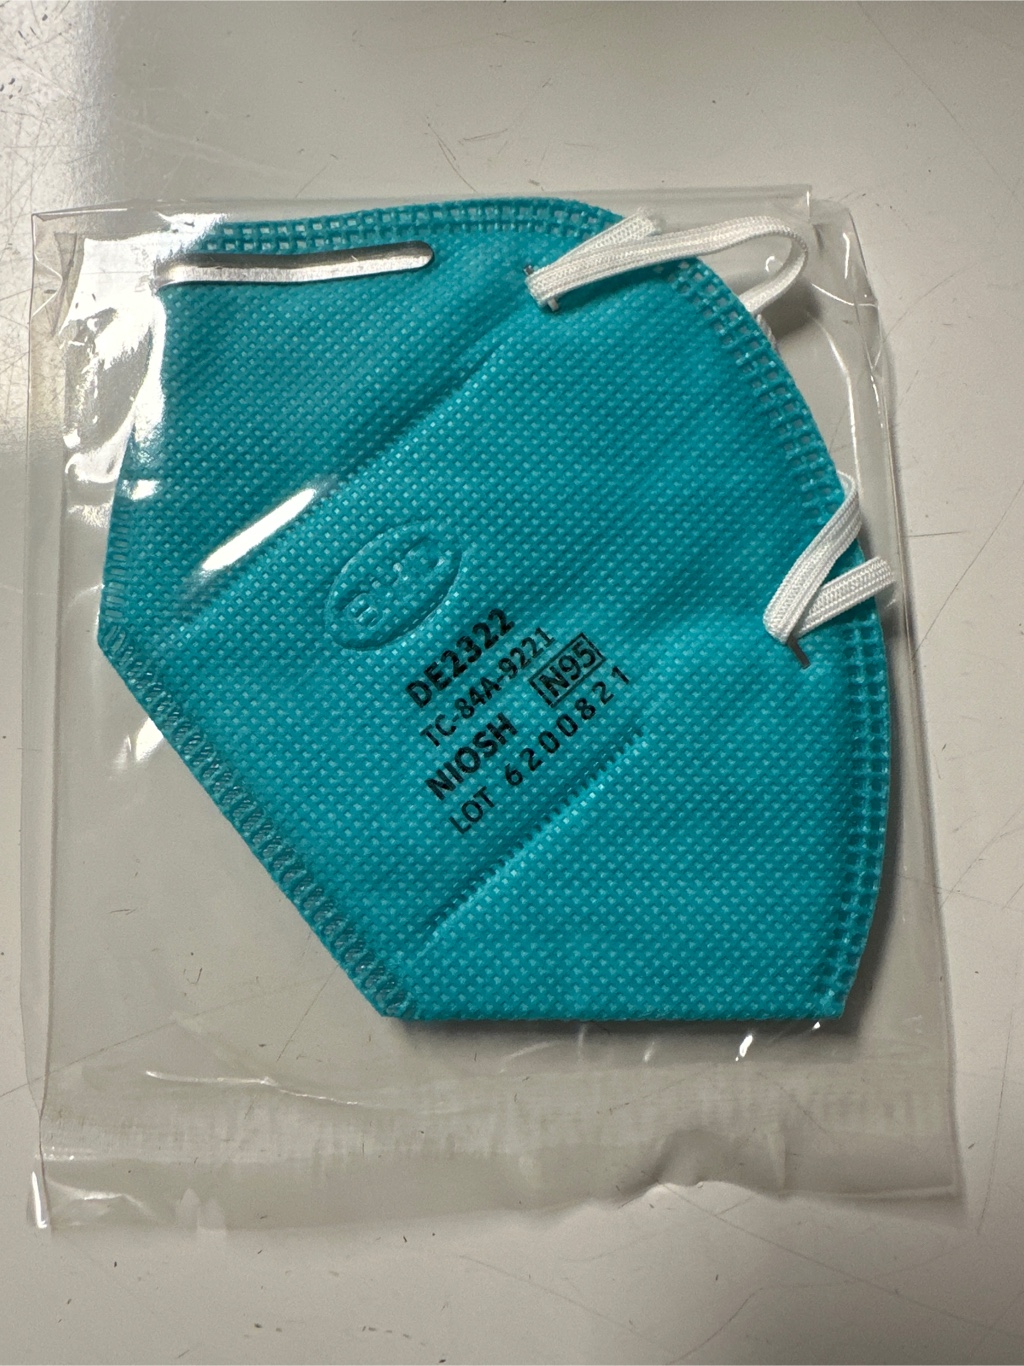 DE2322
TC-84A-9221
NIOSH N95
LOT 6200821